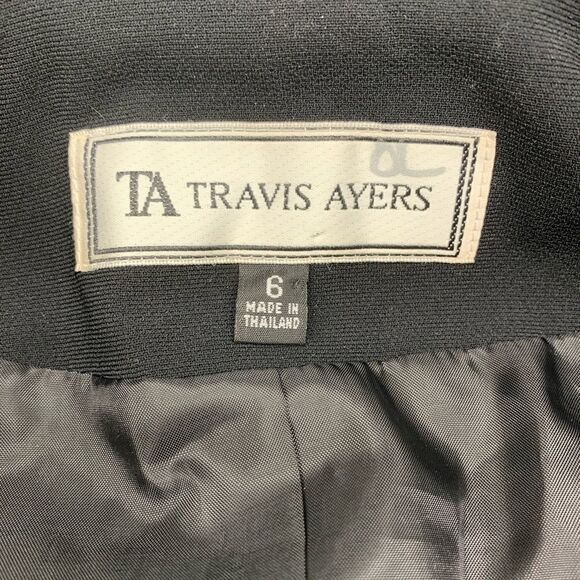 TA TRAVIS AYERS
6
MADE IN
THAILAND